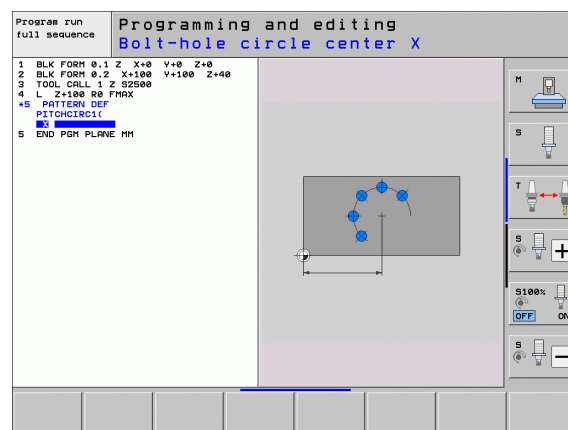 Program run
full sequence
Programming and editing
Bolt-hole circle center X
1 BLK FORM 0.1 Z X+0 Y+0 Z+0
2 BLK FORM 0.2 X+100 Y+100 Z+40
3 TOOL CALL 1 Z S2500
4 L Z+100 R0 FMAX
*5 PATTERN DEF
PITCHCIRC1(
X
5 END PGM PLANE MM
M
S
T
S
+
S100%
OFF ON
S
-